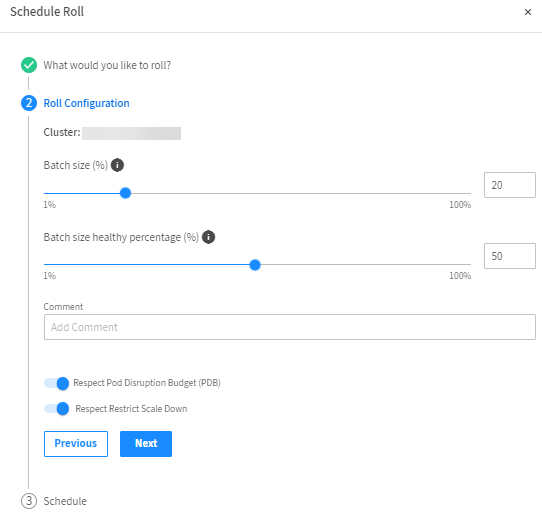 Schedule Roll
×
What would you like to roll?
2 Roll Configuration
Cluster:
Batch size (%) i
20
1% 100%
Batch size healthy percentage (%) i
50
1% 100%
Comment
Add Comment
Respect Pod Disruption Budget (PDB)
Respect Restrict Scale Down
Previous Next
3 Schedule